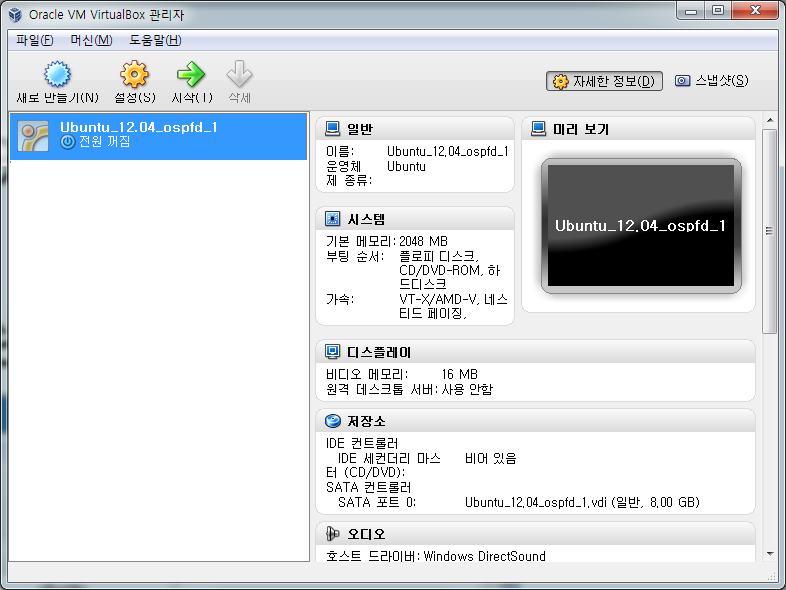 Oracle VM VirtualBox 관리자
파일(F) 머신(M) 도움말(H)
새로 만들기(N) 설정(S) 시작(T) 삭제
자세한 정보(D) 스냅샷(S)
Ubuntu_12.04_ospfd_1
전원 꺼짐
일반
이름: Ubuntu_12.04_ospfd_1
운영체 Ubuntu
제 종류:
미리 보기
Ubuntu_12.04_ospfd_1
시스템
기본 메모리: 2048 MB
부팅 순서: 플로피 디스크,
CD/DVD-ROM, 하
드디스크
가속: VT-X/AMD-V, 네스
티드 페이징,
디스플레이
비디오 메모리: 16 MB
원격 데스크톱 서버: 사용 안함
저장소
IDE 컨트롤러
IDE 세컨더리 마스 비어 있음
터 (CD/DVD):
SATA 컨트롤러
SATA 포트 0: Ubuntu_12.04_ospfd_1.vdi (일반, 8.00 GB)
오디오
호스트 드라이버: Windows DirectSound